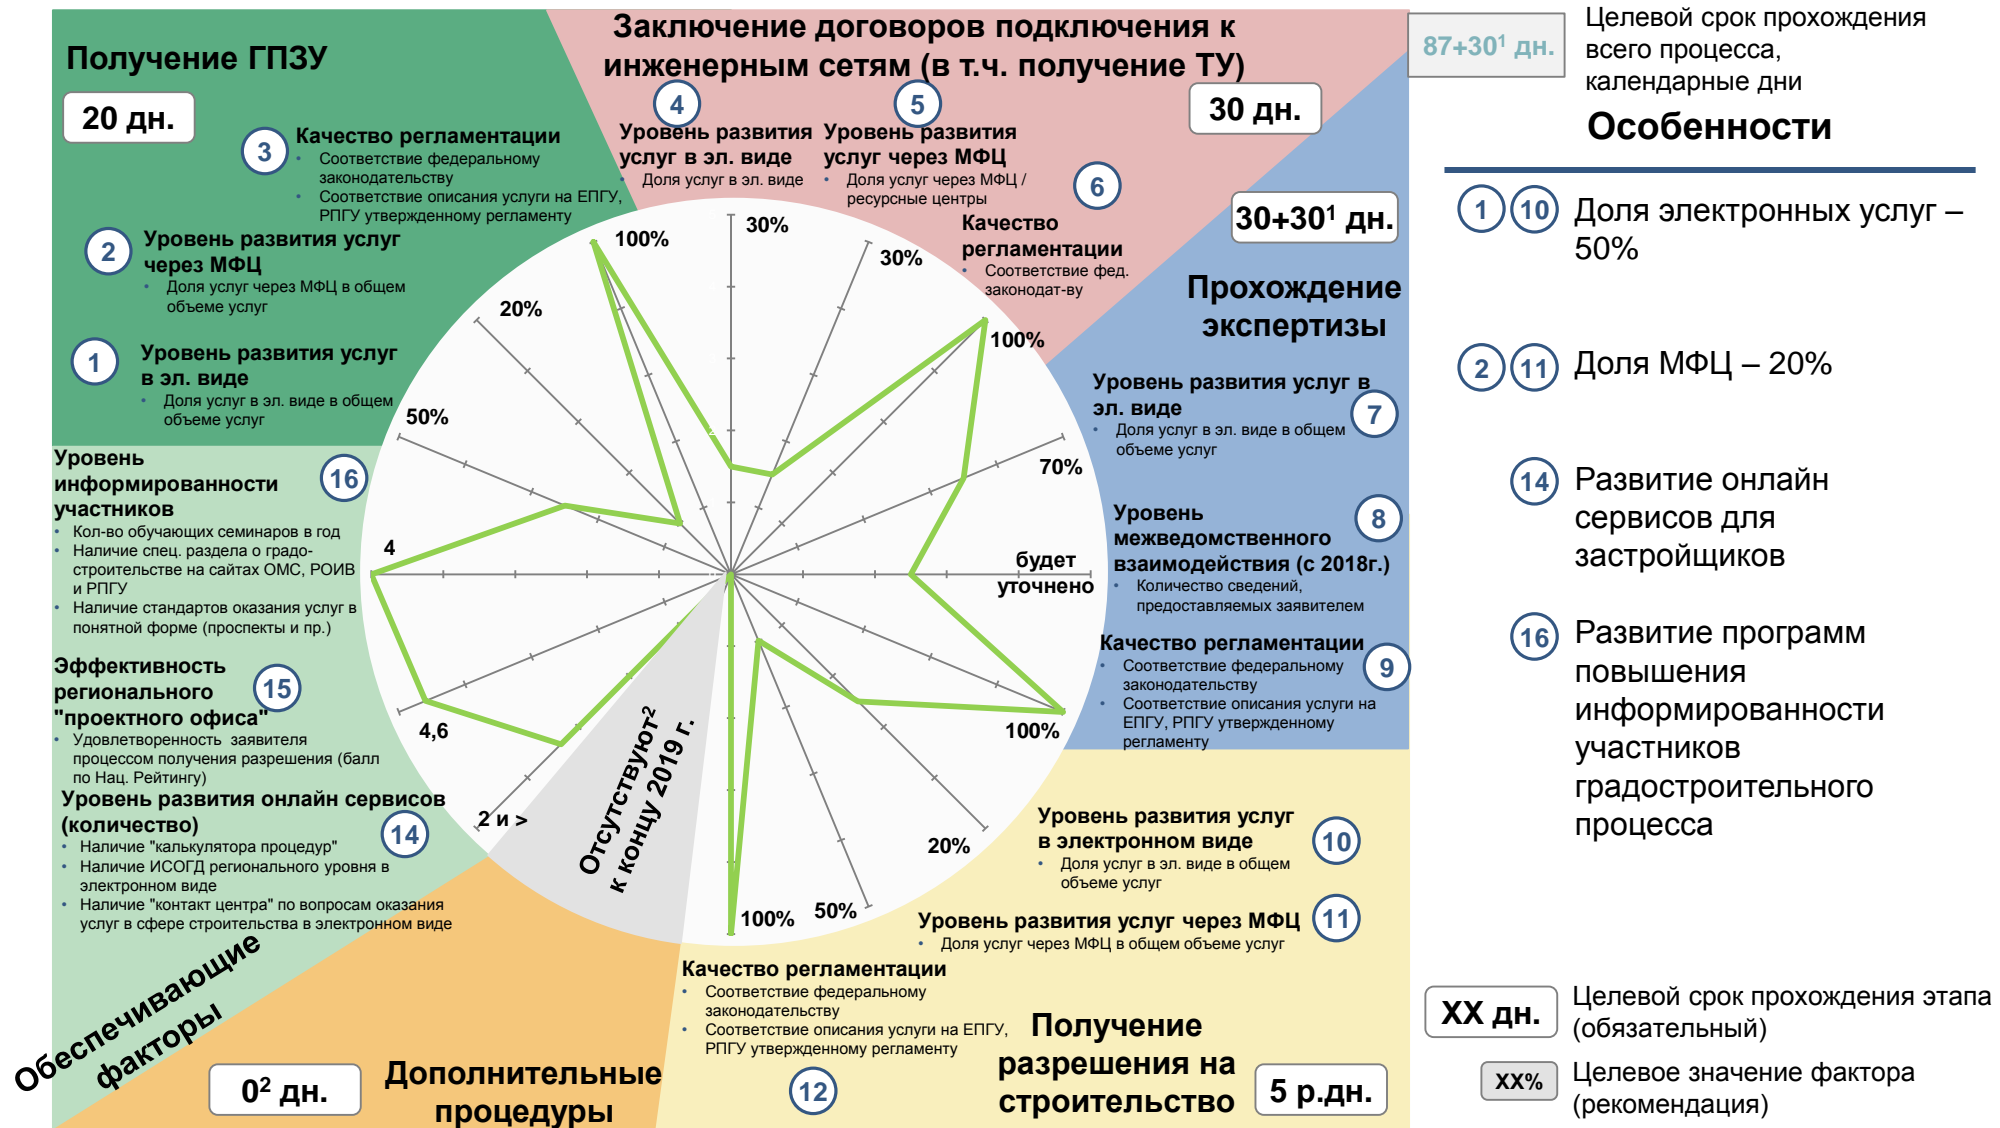 Получение ГПЗУ
20 дн.
3
Качество регламентации
• Соответствие федеральному
законодательству
• Соответствие описания услуги на ЕПГУ,
РПГУ утвержденному регламенту
2
Уровень развития услуг
через МФЦ
• Доля услуг через МФЦ в общем
объеме услуг
1
Уровень развития услуг
в эл. виде
• Доля услуг в эл. виде в общем
объеме услуг
Заключение договоров подключения к
инженерным сетям (в т.ч. получение ТУ)
30 дн.
4
Уровень развития
услуг в эл. виде
• Доля услуг в эл. виде
5
Уровень развития
услуг через МФЦ
• Доля услуг через МФЦ /
ресурсные центры
6
Качество
регламентации
• Соответствие фед.
законодат-ву
30+30¹ дн.
Прохождение
экспертизы
Уровень развития услуг в
эл. виде
7
• Доля услуг в эл. виде в общем
объеме услуг
Уровень
межведомственного
взаимодействия (с 2018г.)
8
• Количество сведений,
предоставляемых заявителем
Качество регламентации
9
• Соответствие федеральному
законодательству
• Соответствие описания услуги на
ЕПГУ, РПГУ утвержденному
регламенту
Уровень развития услуг
в электронном виде
10
• Доля услуг в эл. виде в общем
объеме услуг
Уровень развития услуг через МФЦ
11
• Доля услуг через МФЦ в общем объеме услуг
Качество регламентации
• Соответствие федеральному
законодательству
• Соответствие описания услуги на ЕПГУ,
РПГУ утвержденному регламенту
12
Получение
разрешения на
строительство
5 р.дн.
Дополнительные
процедуры
0² дн.
Обеспечивающие
факторы
Уровень
информированности
участников
16
• Кол-во обучающих семинаров в год
• Наличие спец. раздела о градо-
строительстве на сайтах ОМС, РОИВ
и РПГУ
• Наличие стандартов оказания услуг в
понятной форме (проспекты и пр.)
Эффективность
регионального
"проектного офиса"
15
• Удовлетворенность заявителя
процессом получения разрешения (балл
по Нац. Рейтингу)
Уровень развития онлайн сервисов
(количество)
14
• Наличие "калькулятора процедур"
• Наличие ИСОГД регионального уровня в
электронном виде
• Наличие "контакт центра" по вопросам оказания
услуг в сфере строительства в электронном виде
30%
30%
100%
70%
будет
уточнено
100%
20%
50%
100%
Отсутствуют²
к концу 2019 г.
2 и >
4,6
4
50%
20%
100%
87+30¹ дн.
Целевой срок прохождения
всего процесса,
календарные дни
Особенности
1 10 Доля электронных услуг –
50%
2 11 Доля МФЦ – 20%
14 Развитие онлайн
сервисов для
застройщиков
16 Развитие программ
повышения
информированности
участников
градостроительного
процесса
XX дн. Целевой срок прохождения этапа
(обязательный)
XX% Целевое значение фактора
(рекомендация)